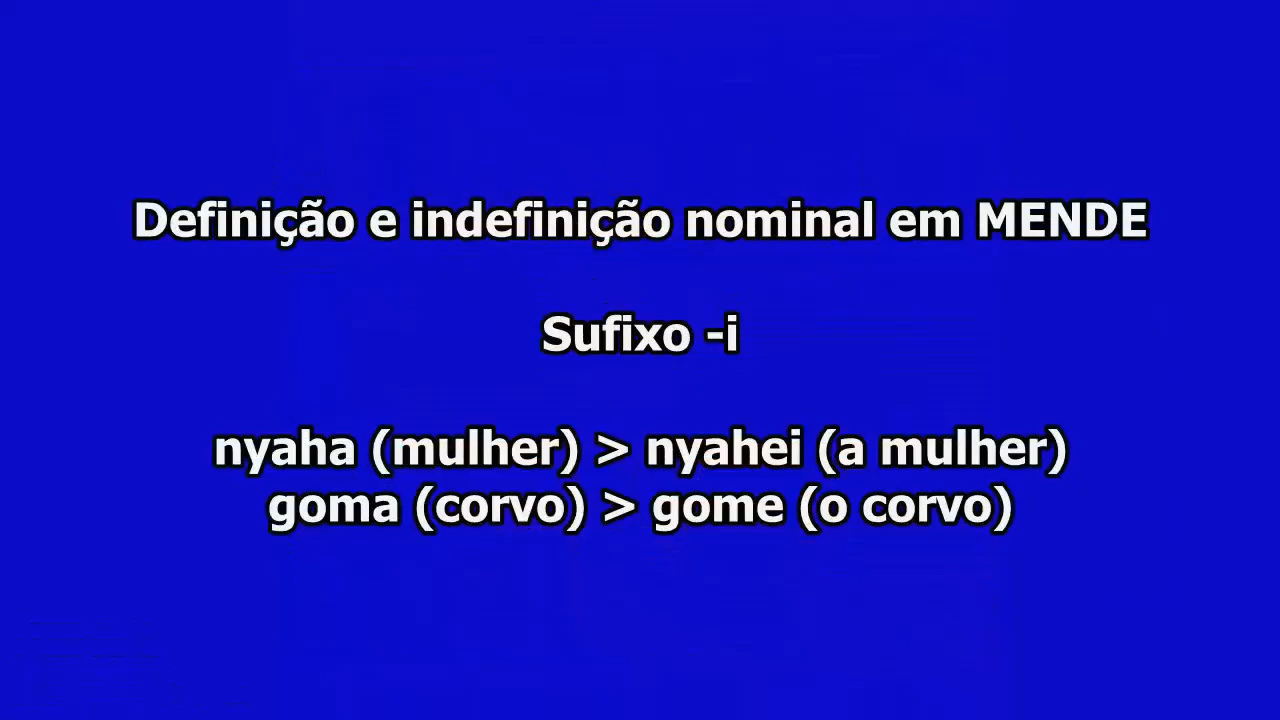 Definição e indefinição nominal em MENDE
Sufixo -i
nyaha (mulher) > nyahei (a mulher)
goma (corvo) > gome (o corvo)